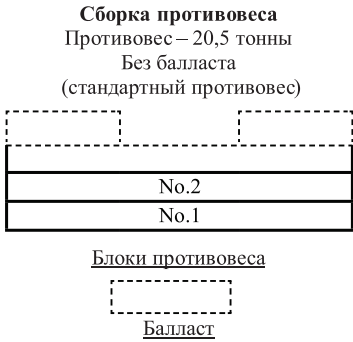 Сборка противовеса
Противовес – 20,5 тонны
Без балласта
(стандартный противовес)
No.2
No.1
Блоки противовеса
Балласт